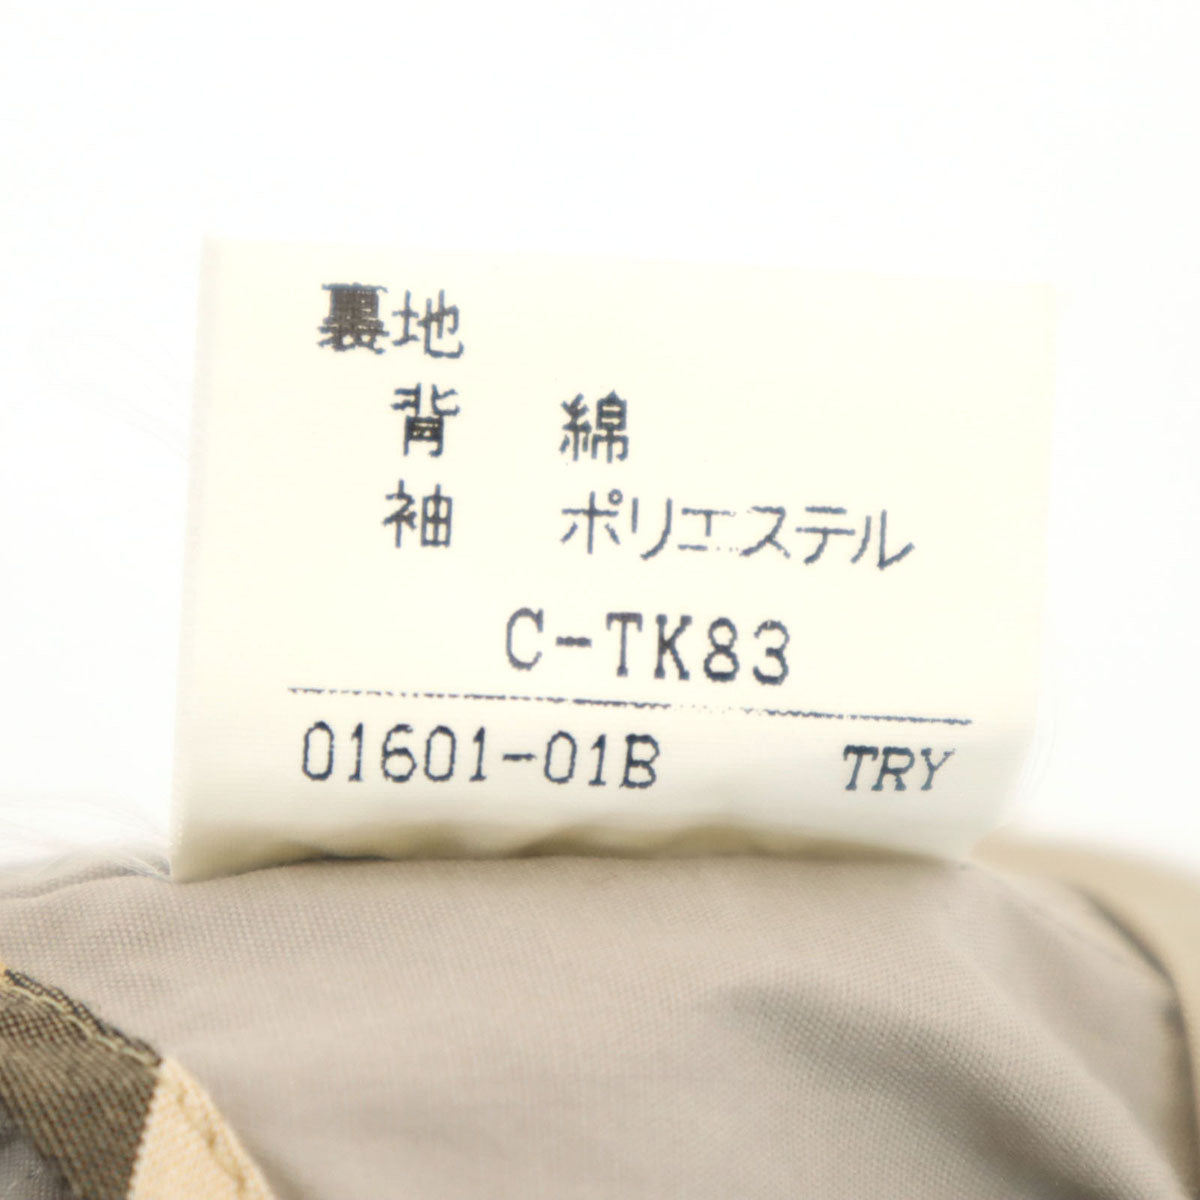 裏地
背 綿
袖 ポリエステル
C-TK83
01601-01B TRY